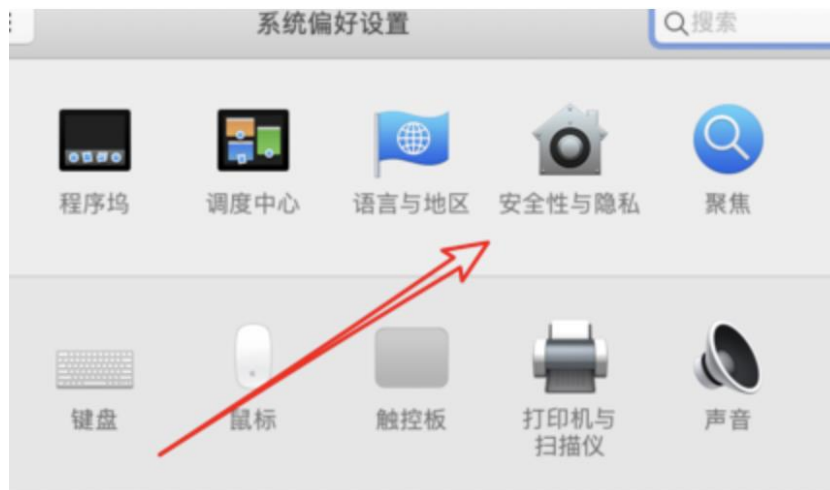 系统偏好设置
搜索
程序坞
调度中心
语言与地区
安全性与隐私
聚焦
键盘
鼠标
触控板
打印机与
扫描仪
声音